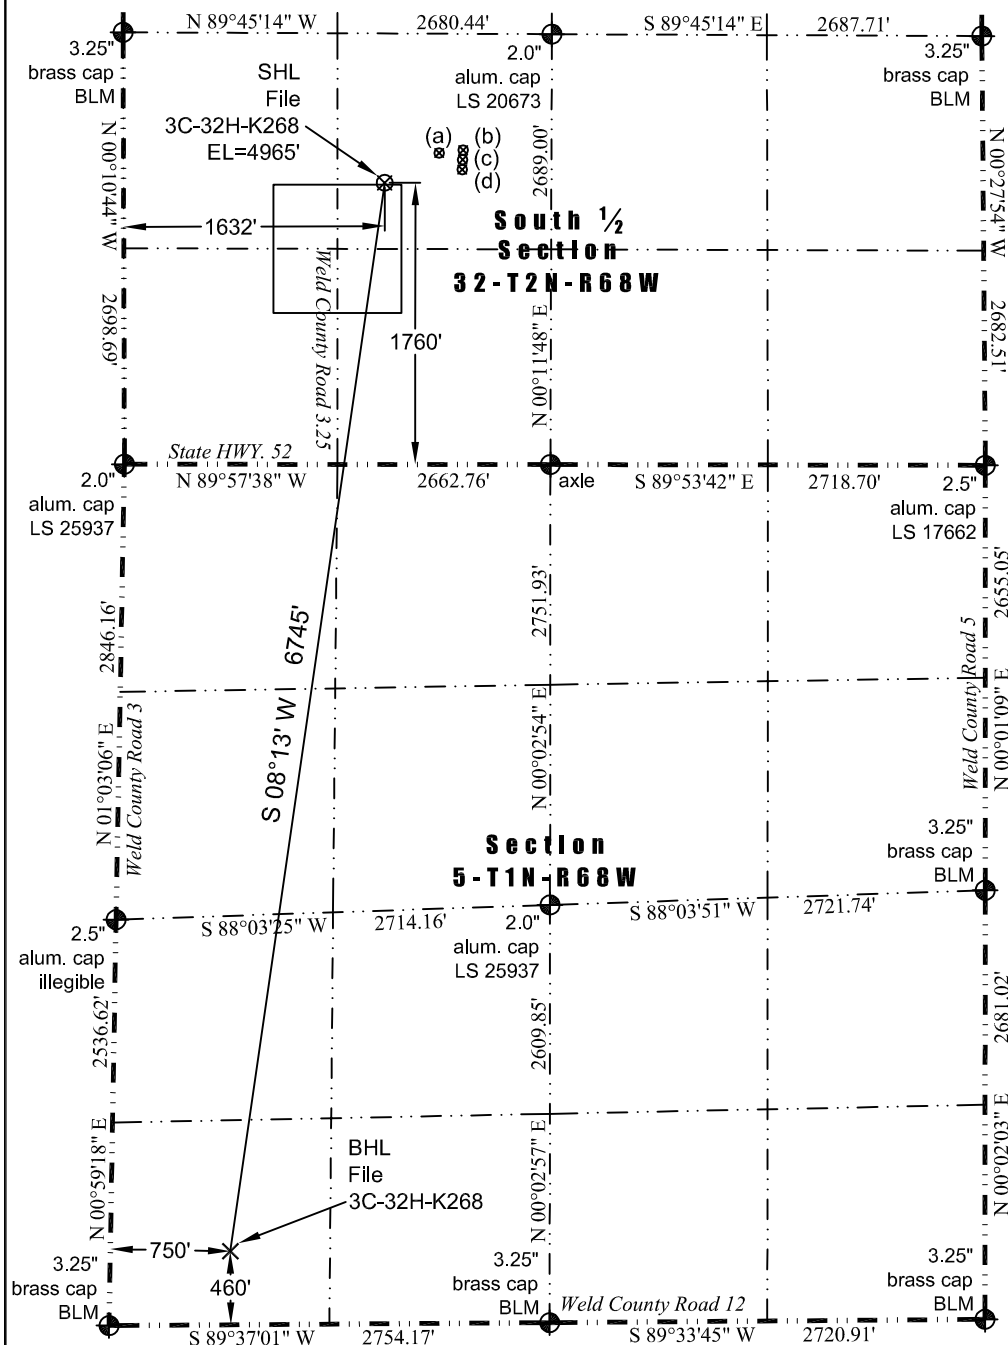 N 89°45'14" W 2680.44' S 89°45'14" E 2687.71'
3.25"
brass cap
BLM
SHL
File
3C-32H-K268
EL=4965'
2.0"
alum. cap
LS 20673
3.25"
brass cap
BLM
(a) (b)
(c)
(d)
N 00°10'44" W 2698.69'
2689.00'
N 00°27'54" W 2682.51'
1632'
South ½
Section
32-T2N-R68W
Weld County Road 3.25
1760'
N 00°11'48" E
State HWY. 52
N 89°57'38" W 2662.76' axle S 89°53'42" E 2718.70'
2.0"
alum. cap
LS 25937
2.5"
alum. cap
LS 17662
2846.16'
N 01°03'06" E
Weld County Road 3
S 08°13' W 6745'
2751.93'
N 00°02'54" E
2655.05'
Weld County Road 5
N 00°01'09" E
Section
5-T1N-R68W
3.25"
brass cap
BLM
S 88°03'25" W 2714.16' S 88°03'51" W 2721.74'
2.5"
alum. cap
illegible
2.0"
alum. cap
LS 25937
2536.62'
N 00°59'18" E
2609.85'
N 00°02'57" E
2681.02'
N 00°02'03" E
BHL
File
3C-32H-K268
750'
460'
3.25"
brass cap
BLM
3.25"
brass cap
BLM
3.25"
brass cap
BLM
Weld County Road 12
S 89°37'01" W 2754.17' S 89°33'45" W 2720.91'